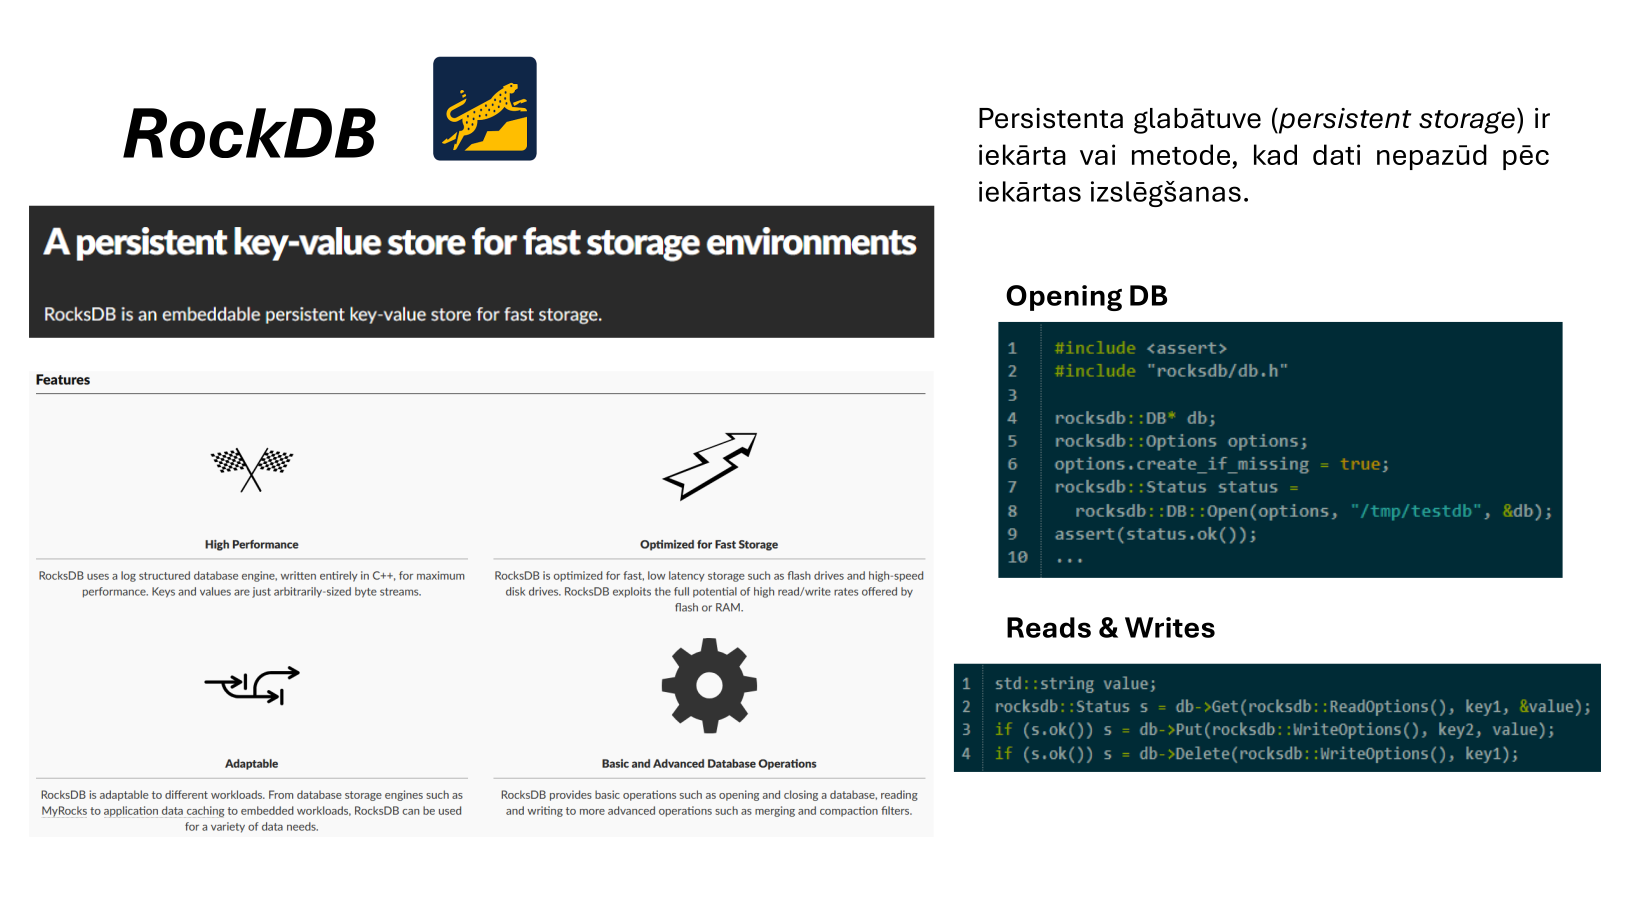 RockDB
A persistent key-value store for fast storage environments
RocksDB is an embeddable persistent key-value store for fast storage.
Features
High Performance
RocksDB uses a log structured database engine, written entirely in C++, for maximum
performance. Keys and values are just arbitrarily-sized byte streams.
Optimized for Fast Storage
RocksDB is optimized for fast, low latency storage such as flash drives and high-speed
disk drives. RocksDB exploits the full potential of high read/write rates offered by
flash or RAM.
Adaptable
RocksDB is adaptable to different workloads. From database storage engines such as
MyRocks to application data caching to embedded workloads, RocksDB can be used
for a variety of data needs.
Basic and Advanced Database Operations
RocksDB provides basic operations such as opening and closing a database, reading
and writing to more advanced operations such as merging and compaction filters.
Persistenta glabātuve (persistent storage) ir
iekārta vai metode, kad dati nepazūd pēc
iekārtas izslēgšanas.
Opening DB
1 #include <assert>
2 #include "rocksdb/db.h"
3
4 rocksdb::DB* db;
5 rocksdb::Options options;
6 options.create_if_missing = true;
7 rocksdb::Status status =
8   rocksdb::DB::Open(options, "/tmp/testdb", &db);
9 assert(status.ok());
10 ...
Reads & Writes
1 std::string value;
2 rocksdb::Status s = db->Get(rocksdb::ReadOptions(), key1, &value);
3 if (s.ok()) s = db->Put(rocksdb::WriteOptions(), key2, value);
4 if (s.ok()) s = db->Delete(rocksdb::WriteOptions(), key1);